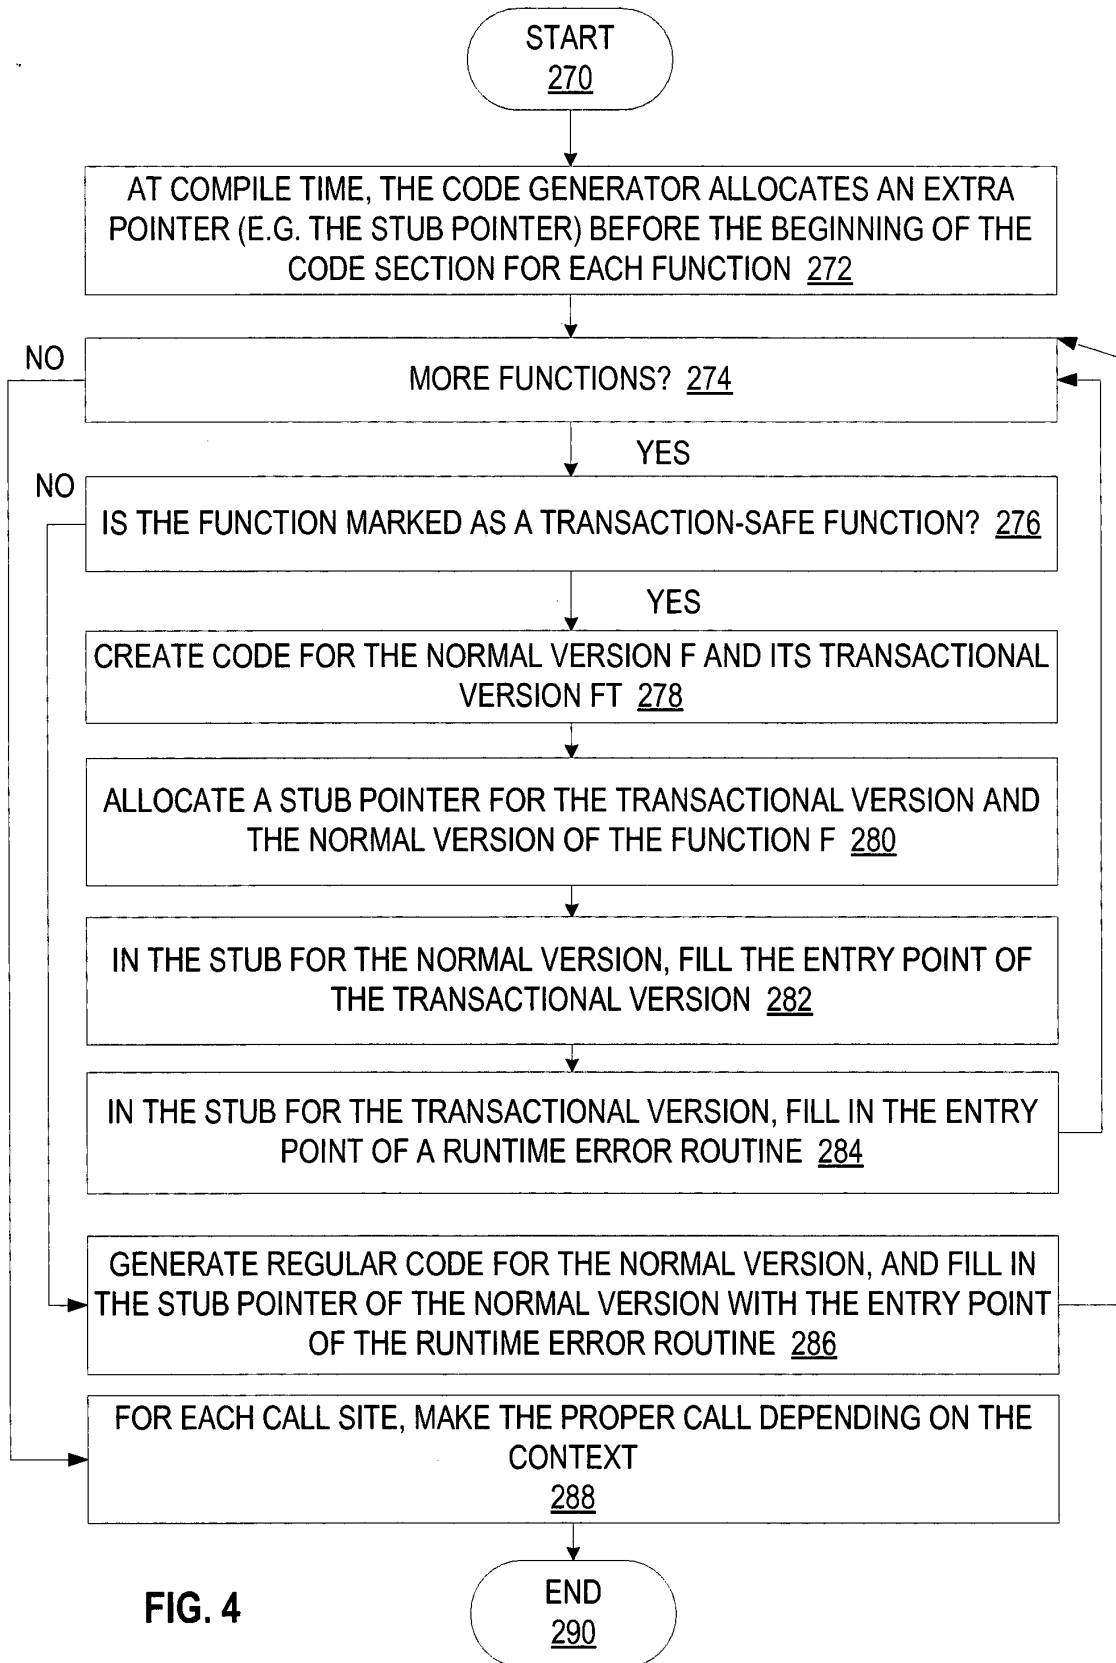 START
270
AT COMPILE TIME, THE CODE GENERATOR ALLOCATES AN EXTRA
POINTER (E.G. THE STUB POINTER) BEFORE THE BEGINNING OF THE
CODE SECTION FOR EACH FUNCTION 272
NO
MORE FUNCTIONS? 274
YES
NO
IS THE FUNCTION MARKED AS A TRANSACTION-SAFE FUNCTION? 276
YES
CREATE CODE FOR THE NORMAL VERSION F AND ITS TRANSACTIONAL
VERSION FT 278
ALLOCATE A STUB POINTER FOR THE TRANSACTIONAL VERSION AND
THE NORMAL VERSION OF THE FUNCTION F 280
IN THE STUB FOR THE NORMAL VERSION, FILL THE ENTRY POINT OF
THE TRANSACTIONAL VERSION 282
IN THE STUB FOR THE TRANSACTIONAL VERSION, FILL IN THE ENTRY
POINT OF A RUNTIME ERROR ROUTINE 284
GENERATE REGULAR CODE FOR THE NORMAL VERSION, AND FILL IN
THE STUB POINTER OF THE NORMAL VERSION WITH THE ENTRY POINT
OF THE RUNTIME ERROR ROUTINE 286
FOR EACH CALL SITE, MAKE THE PROPER CALL DEPENDING ON THE
CONTEXT
288
END
290
FIG. 4